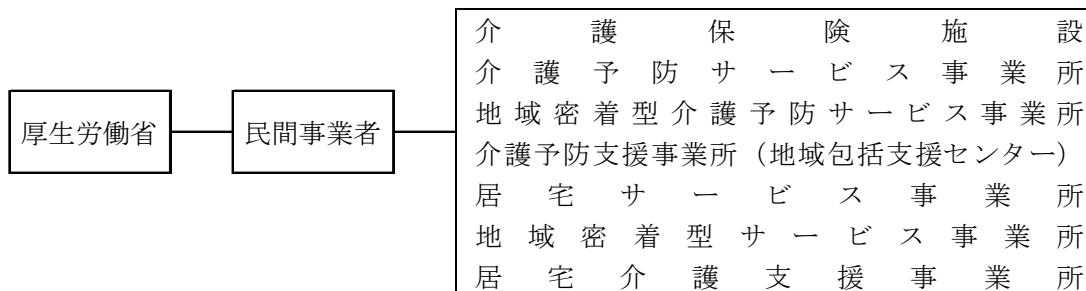 厚生労働省
民間事業者
介護保険施設
介護予防サービス事業所
地域密着型介護予防サービス事業所
介護予防支援事業所（地域包括支援センター）
居宅サービス事業所
地域密着型サービス事業所
居宅介護支援事業所